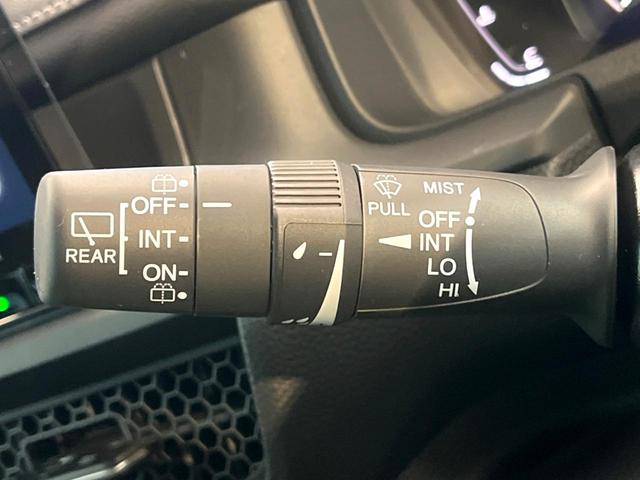 OFF
INT
REAR
ON
MIST
PULL
OFF
INT
LO
HI